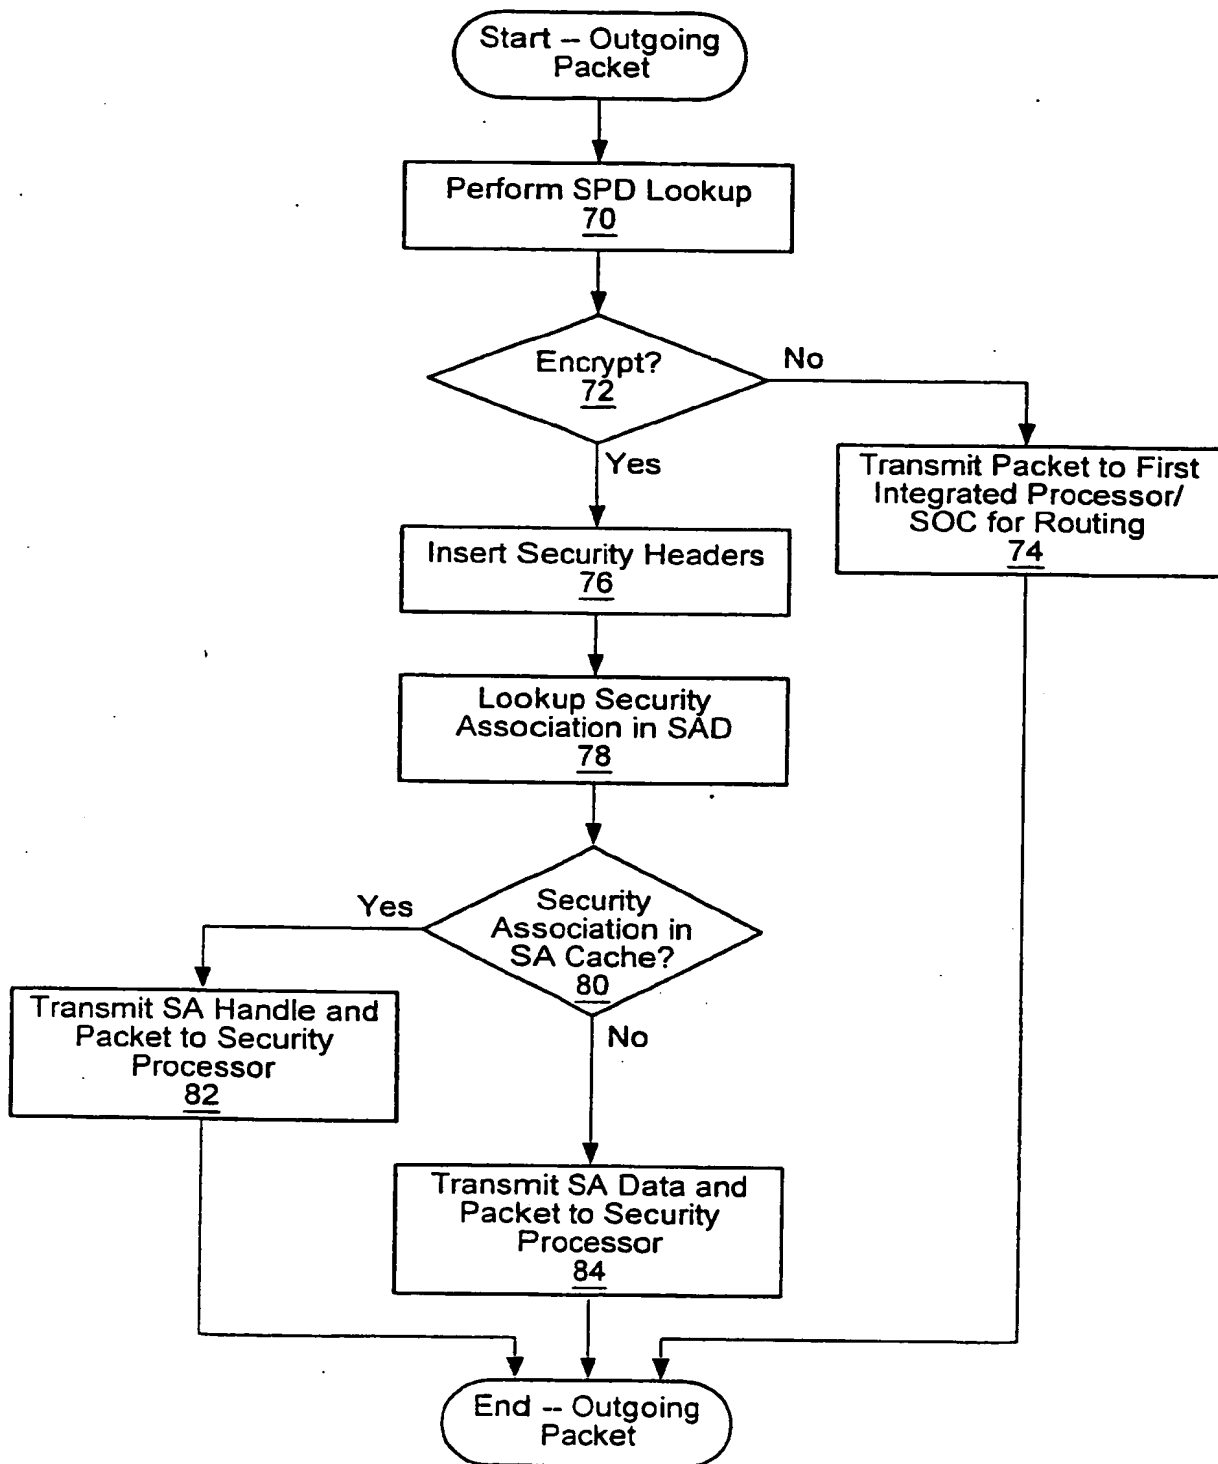 Start – Outgoing
Packet
Perform SPD Lookup
70
Encrypt?
72
No
Yes
Transmit Packet to First
Integrated Processor/
SOC for Routing
74
Insert Security Headers
76
Lookup Security
Association in SAD
78
Security
Association in
SA Cache?
80
Yes
No
Transmit SA Handle and
Packet to Security
Processor
82
Transmit SA Data and
Packet to Security
Processor
84
End -- Outgoing
Packet